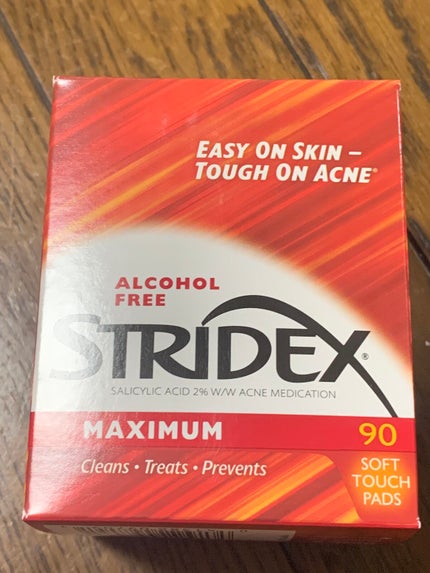 EASY ON SKIN –
TOUGH ON ACNE®
ALCOHOL
FREE
STRIDEX®
SALICYLIC ACID 2% W/W ACNE MEDICATION
MAXIMUM
90
Cleans • Treats • Prevents
SOFT
TOUCH
PADS